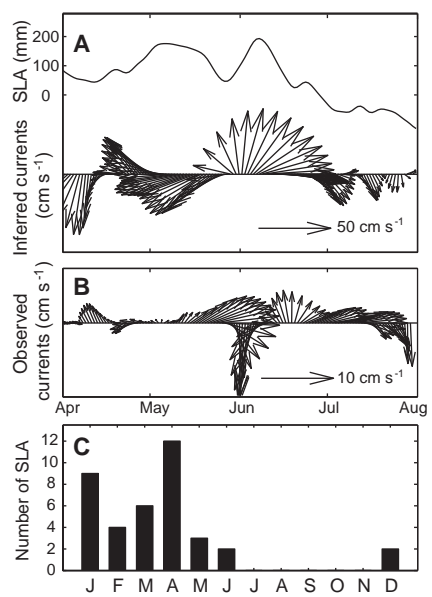 A
SLA (mm)
200
100
0
Inferred currents
(cm s⁻¹)
50 cm s⁻¹
B
Observed
currents (cm s⁻¹)
10 cm s⁻¹
Apr May Jun Jul Aug
C
Number of SLA
12
10
8
6
4
2
0
J F M A M J J A S O N D